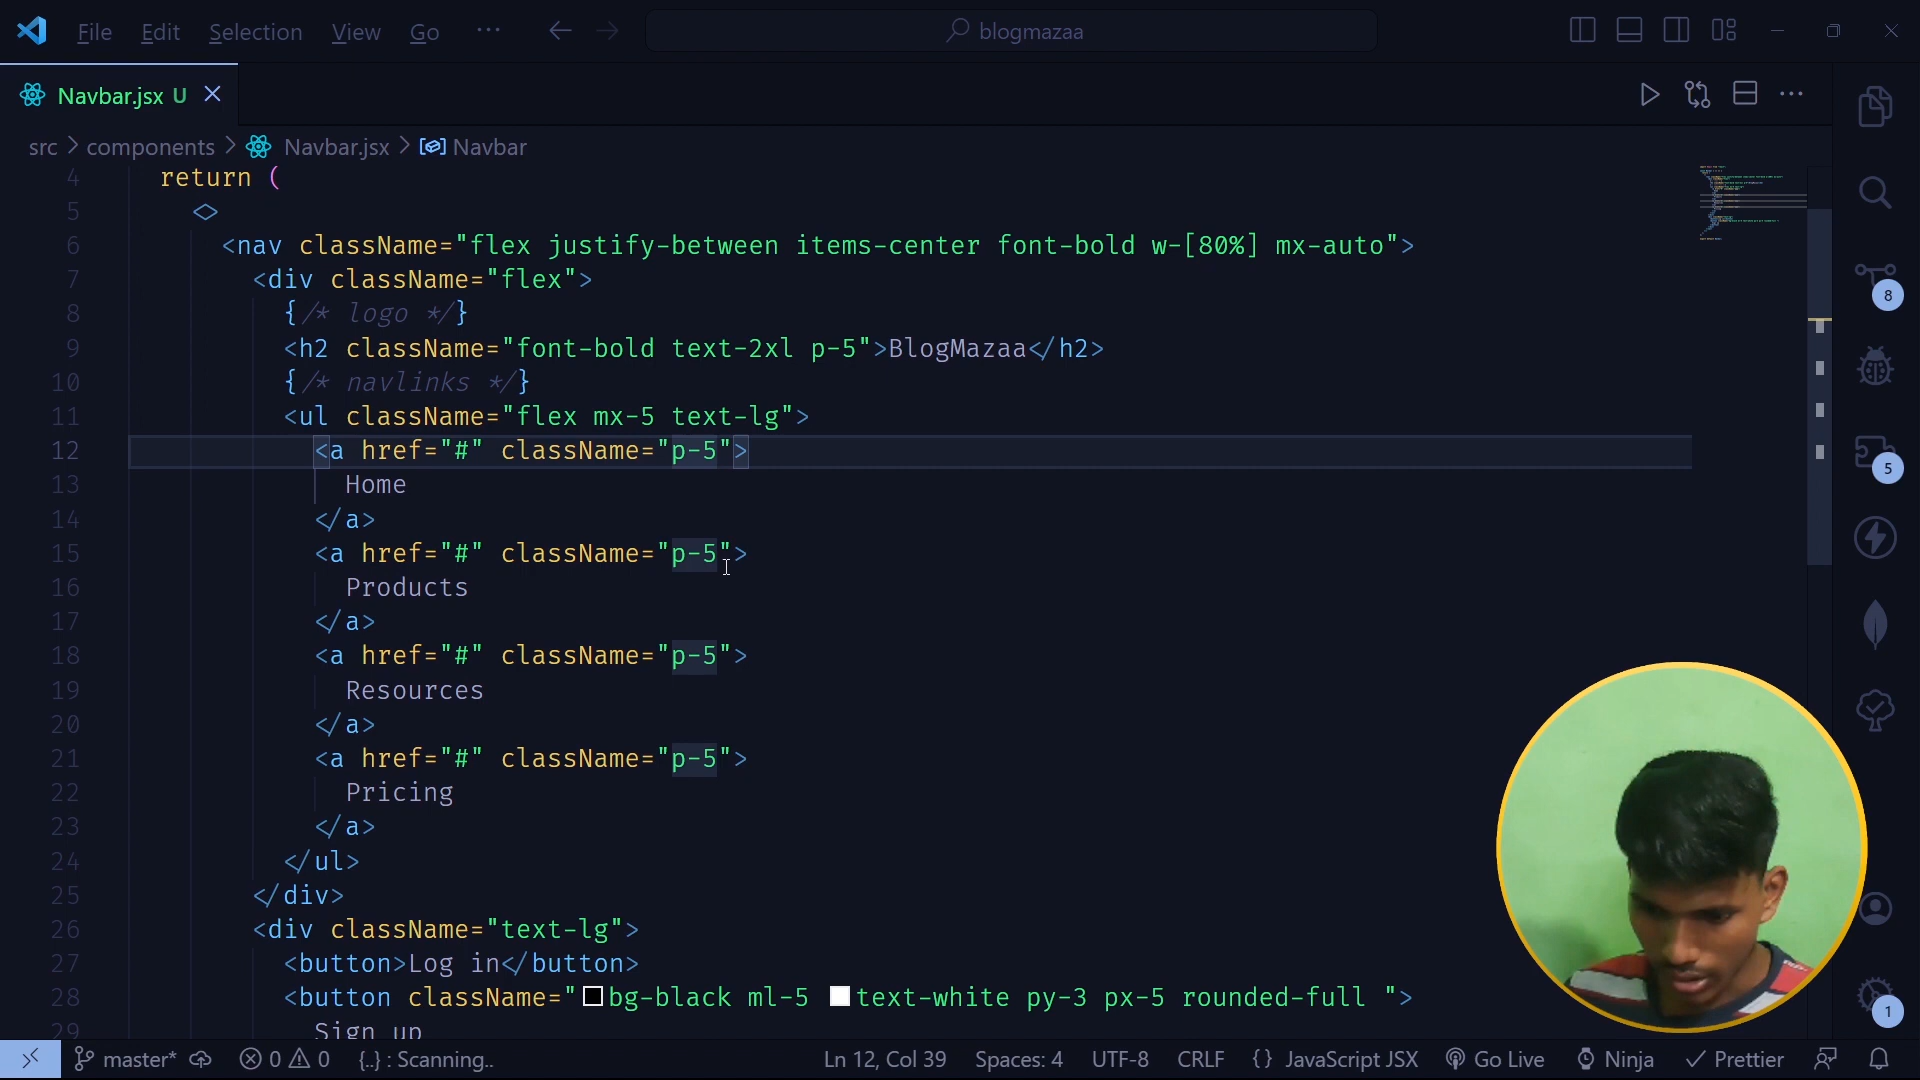 File Edit Selection View Go ··· blogmazaa
Navbar.jsx U
src > components > Navbar.jsx > Navbar
4 return (
5 <>
6 <nav className="flex justify-between items-center font-bold w-[80%] mx-auto">
7 <div className="flex">
8 {/* logo */}
9 <h2 className="font-bold text-2xl p-5">BlogMazaa</h2>
10 {/* navlinks */}
11 <ul className="flex mx-5 text-lg">
12 <a href="#" className="p-5">
13 Home
14 </a>
15 <a href="#" className="p-5">
16 Products
17 </a>
18 <a href="#" className="p-5">
19 Resources
20 </a>
21 <a href="#" className="p-5">
22 Pricing
23 </a>
24 </ul>
25 </div>
26 <div className="text-lg">
27 <button>Log in</button>
28 <button className="bg-black ml-5 text-white py-3 px-5 rounded-full ">
29 Sign up
8
5
1
master* 0 0 {..} : Scanning.. Ln 12, Col 39 Spaces: 4 UTF-8 CRLF {} JavaScript JSX Go Live Ninja Prettier